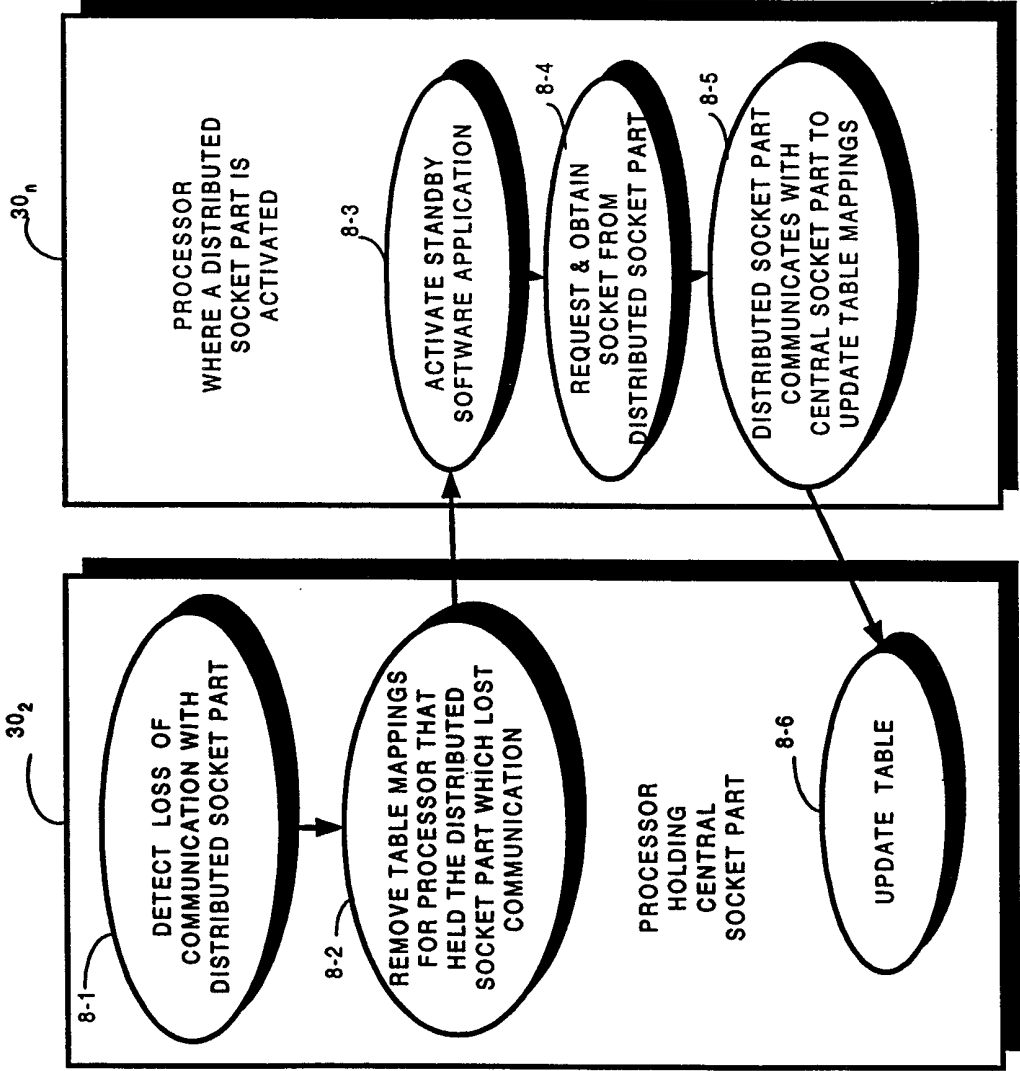 30₂
8-1
DETECT LOSS OF
COMMUNICATION WITH
DISTRIBUTED SOCKET PART
8-2
REMOVE TABLE MAPPINGS
FOR PROCESSOR THAT
HELD THE DISTRIBUTED
SOCKET PART WHICH LOST
COMMUNICATION
PROCESSOR
HOLDING
CENTRAL
SOCKET PART
8-6
UPDATE TABLE
30ₙ
PROCESSOR
WHERE A DISTRIBUTED
SOCKET PART IS
ACTIVATED
8-3
ACTIVATE STANDBY
SOFTWARE APPLICATION
8-4
REQUEST & OBTAIN
SOCKET FROM
DISTRIBUTED SOCKET PART
8-5
DISTRIBUTED SOCKET PART
COMMUNICATES WITH
CENTRAL SOCKET PART TO
UPDATE TABLE MAPPINGS